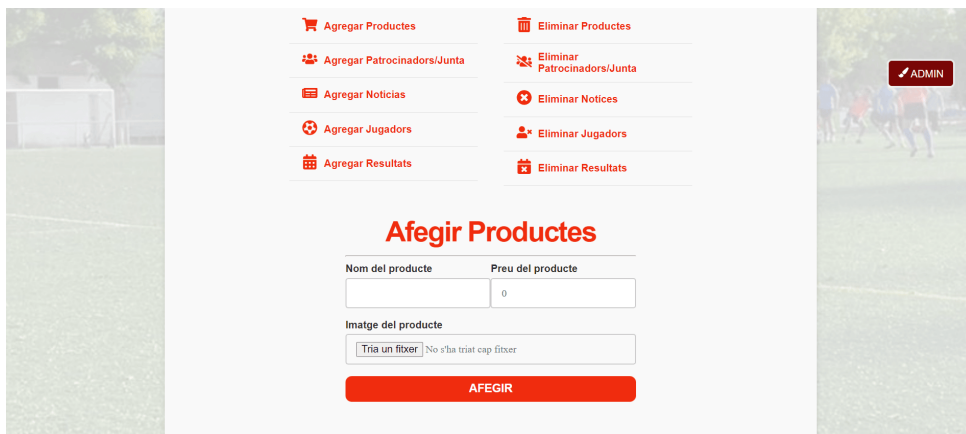 Agregar Productes
Agregar Patrocinadors/Junta
Agregar Noticias
Agregar Jugadors
Agregar Resultats
Eliminar Productes
Eliminar
Patrocinadors/Junta
Eliminar Notíces
Eliminar Jugadors
Eliminar Resultats
ADMIN
Afegir Productes
Nom del producte
Preu del producte
0
Imatge del producte
Tria un fitxer No s'ha triat cap fitxer
AFEGIR